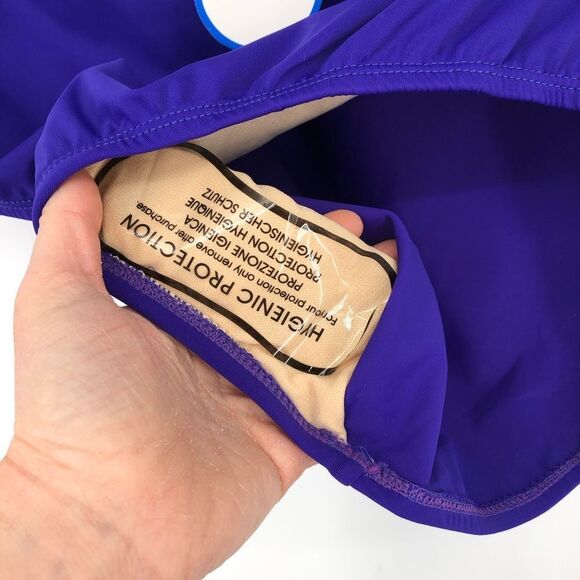 HYGIENIC PROTECTION
For your protection only remove after purchase.
PROTEZIONE IGIENICA
PROTECTION HYGIENIQUE
HYGIENISCHER SCHUTZ